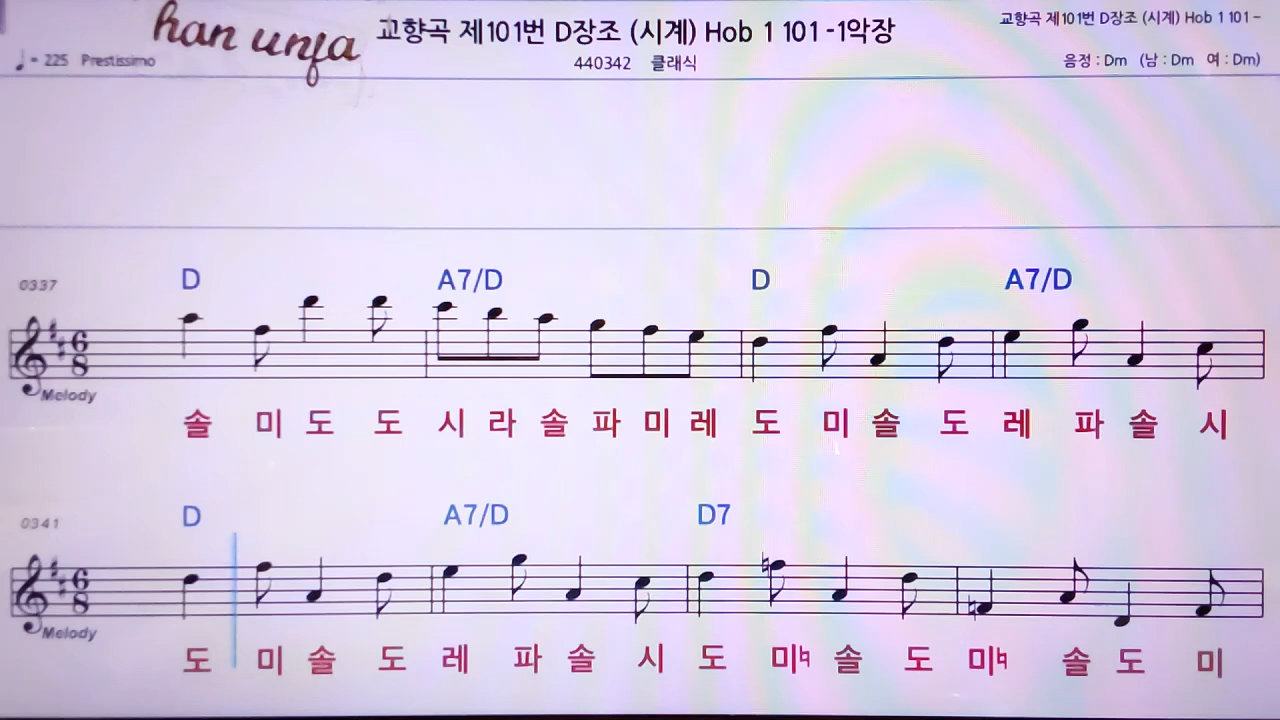 han unfa
교향곡 제101번 D장조 (시계) Hob 1 101 -1악장
교향곡 제101번 D장조 (시계) Hob 1 101 -
♩= 225 Prestissimo
440342 클래식
음정 : Dm (남 : Dm 여 : Dm)
0337
D A7/D D A7/D
6 8
Melody
솔 미 도 도 시 라 솔 파 미 레 도 미 솔 도 레 파 솔 시
0341
D A7/D D7
6 8
Melody
도 미 솔 도 레 파 솔 시 도 미♮ 솔 도 미♮ 솔 도 미